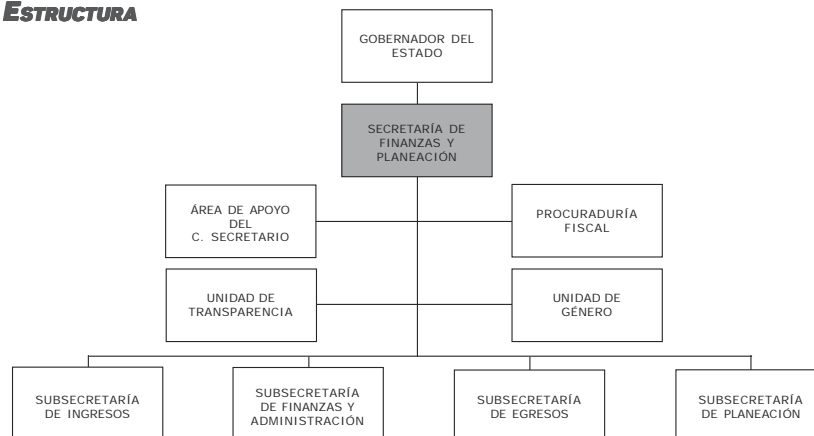 ESTRUCTURA
GOBERNADOR DEL
ESTADO
SECRETARÍA DE
FINANZAS Y
PLANEACIÓN
ÁREA DE APOYO
DEL
C. SECRETARIO
PROCURADURÍA
FISCAL
UNIDAD DE
TRANSPARENCIA
UNIDAD DE
GÉNERO
SUBSECRETARÍA
DE INGRESOS
SUBSECRETARÍA
DE FINANZAS Y
ADMINISTRACIÓN
SUBSECRETARÍA
DE EGRESOS
SUBSECRETARÍA
DE PLANEACIÓN